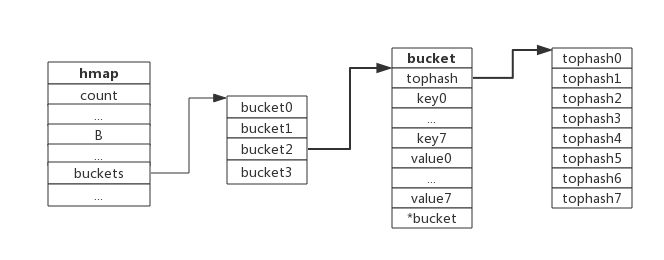 hmap
count
...
B
...
buckets
...
bucket0
bucket1
bucket2
bucket3
bucket
tophash
key0
...
key7
value0
...
value7
*bucket
tophash0
tophash1
tophash2
tophash3
tophash4
tophash5
tophash6
tophash7